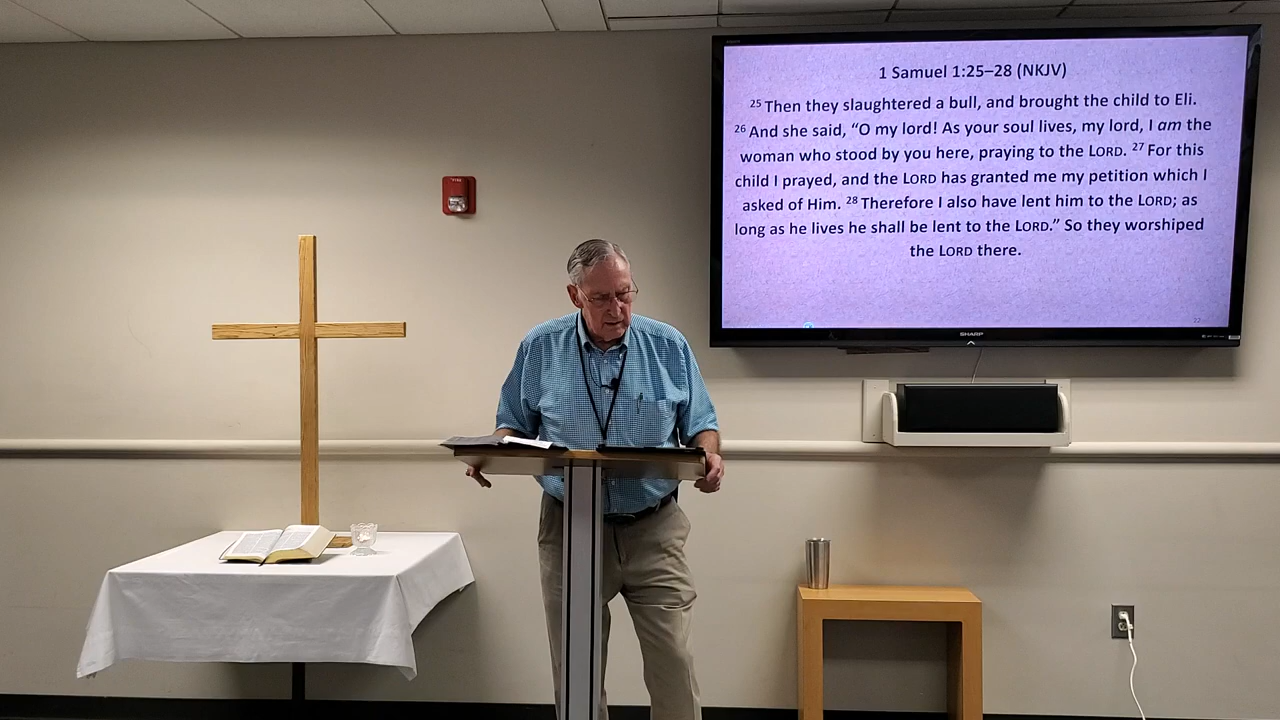 1 Samuel 1:25–28 (NKJV)
25 Then they slaughtered a bull, and brought the child to Eli.
26 And she said, “O my lord! As your soul lives, my lord, I am the
woman who stood by you here, praying to the LORD. 27 For this
child I prayed, and the LORD has granted me my petition which I
asked of Him. 28 Therefore I also have lent him to the LORD; as
long as he lives he shall be lent to the LORD.” So they worshiped
the LORD there.
22
SHARP
FIRE